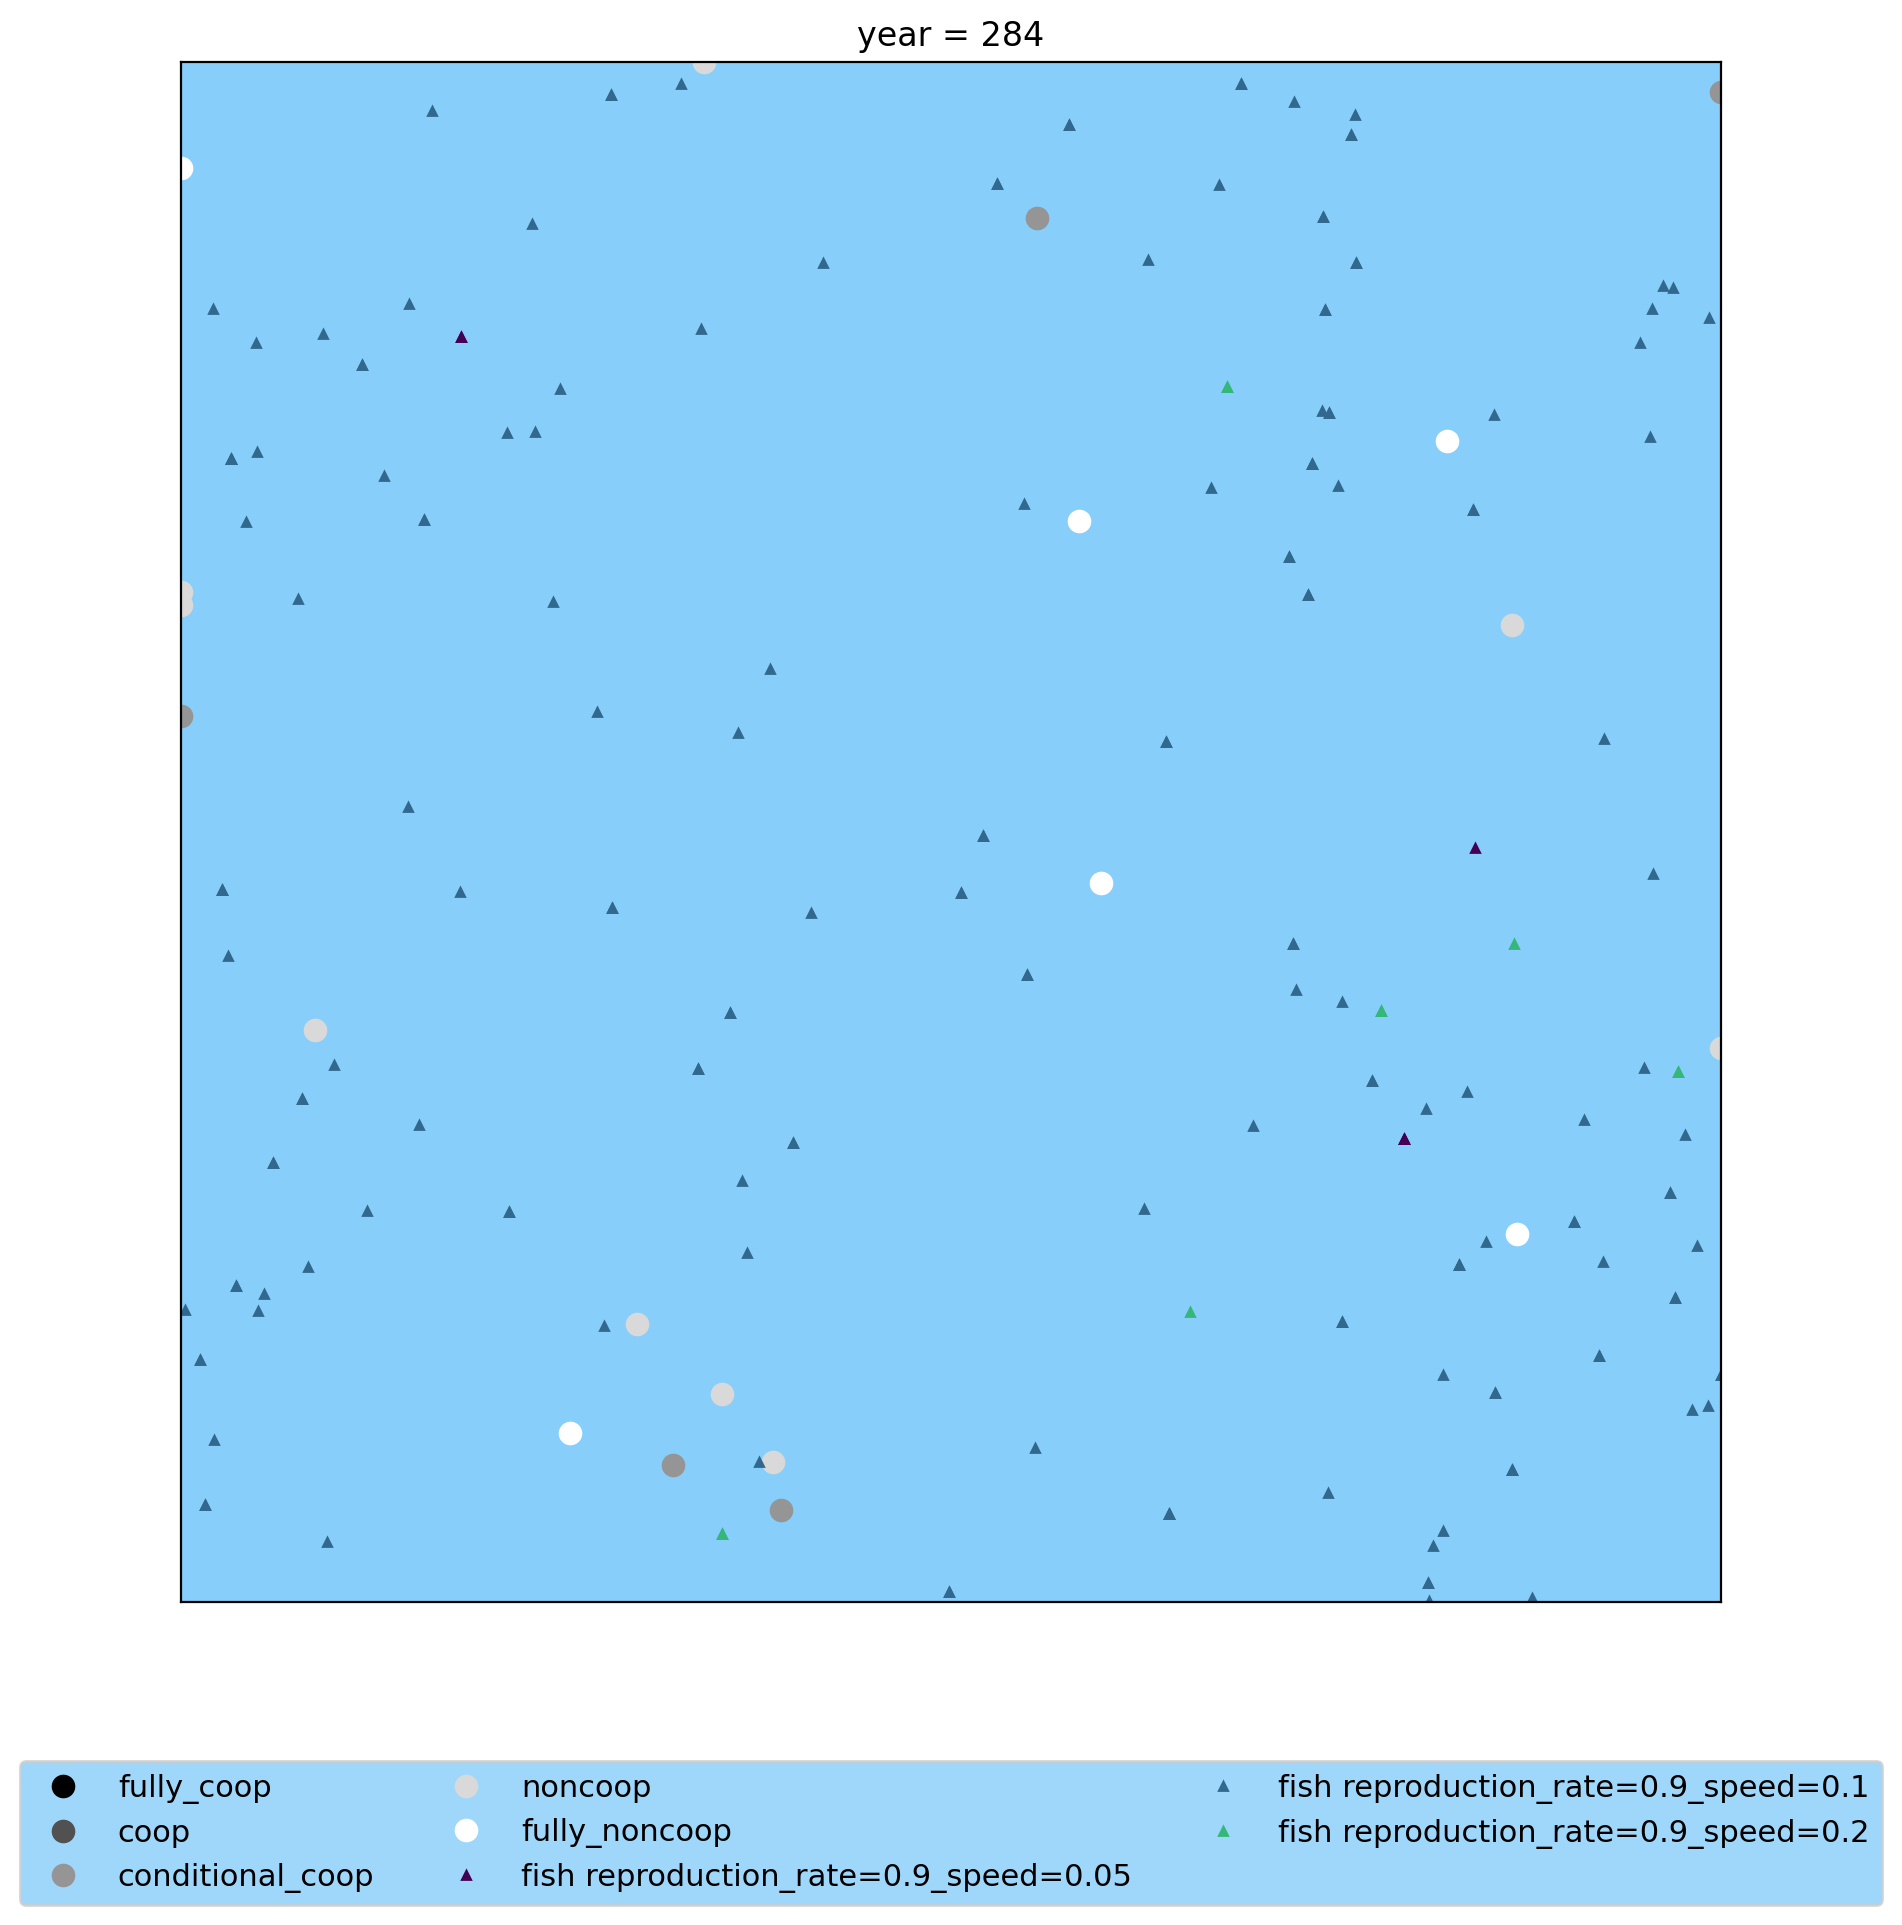 year = 284
fully_coop
coop
conditional_coop
noncoop
fully_noncoop
fish reproduction_rate=0.9_speed=0.05
fish reproduction_rate=0.9_speed=0.1
fish reproduction_rate=0.9_speed=0.2